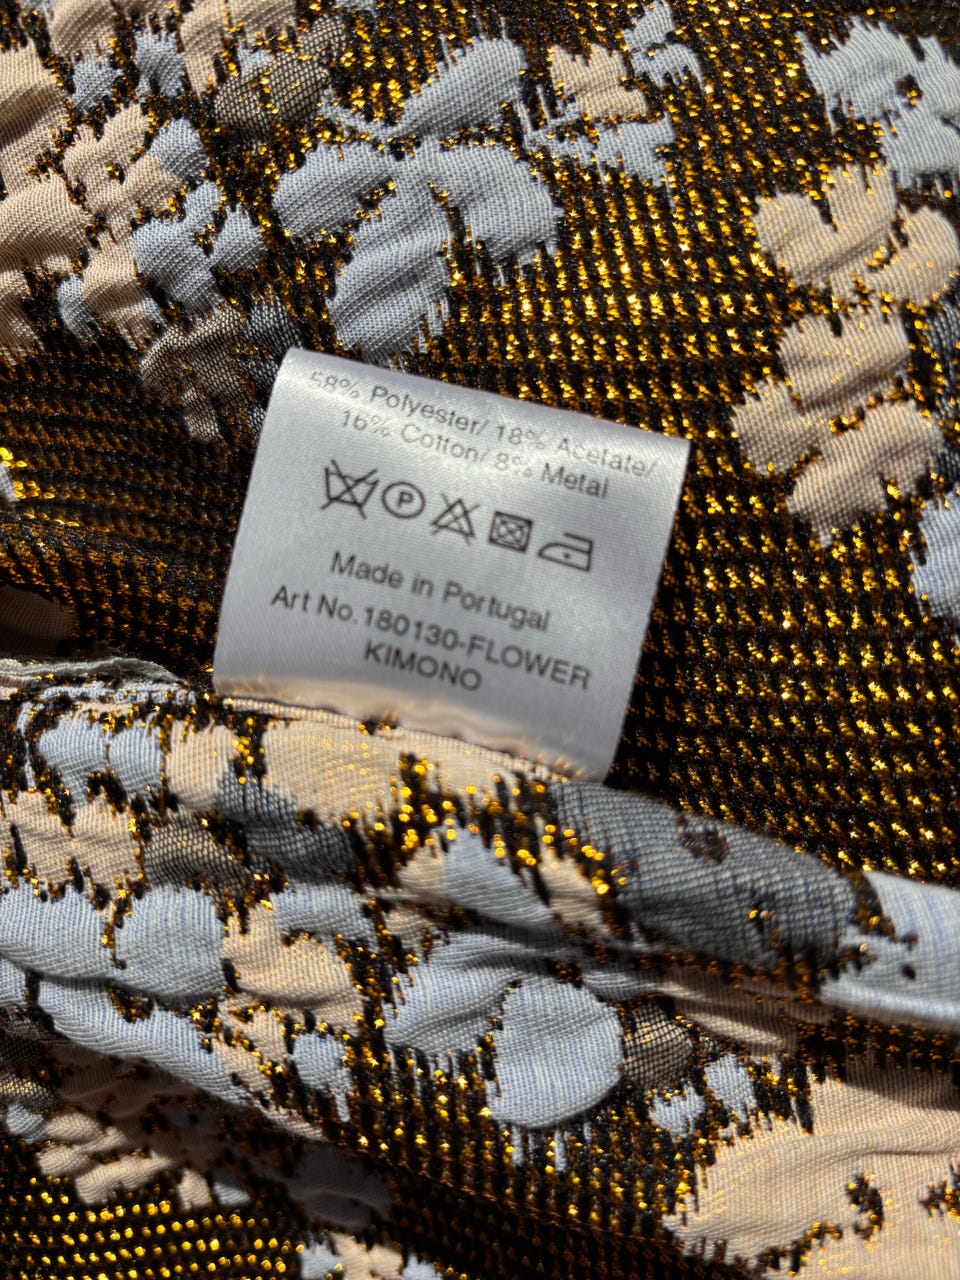 58% Polyester/ 18% Acetate/
16% Cotton/ 8% Metal
P
Made in Portugal
Art No.180130-FLOWER
KIMONO